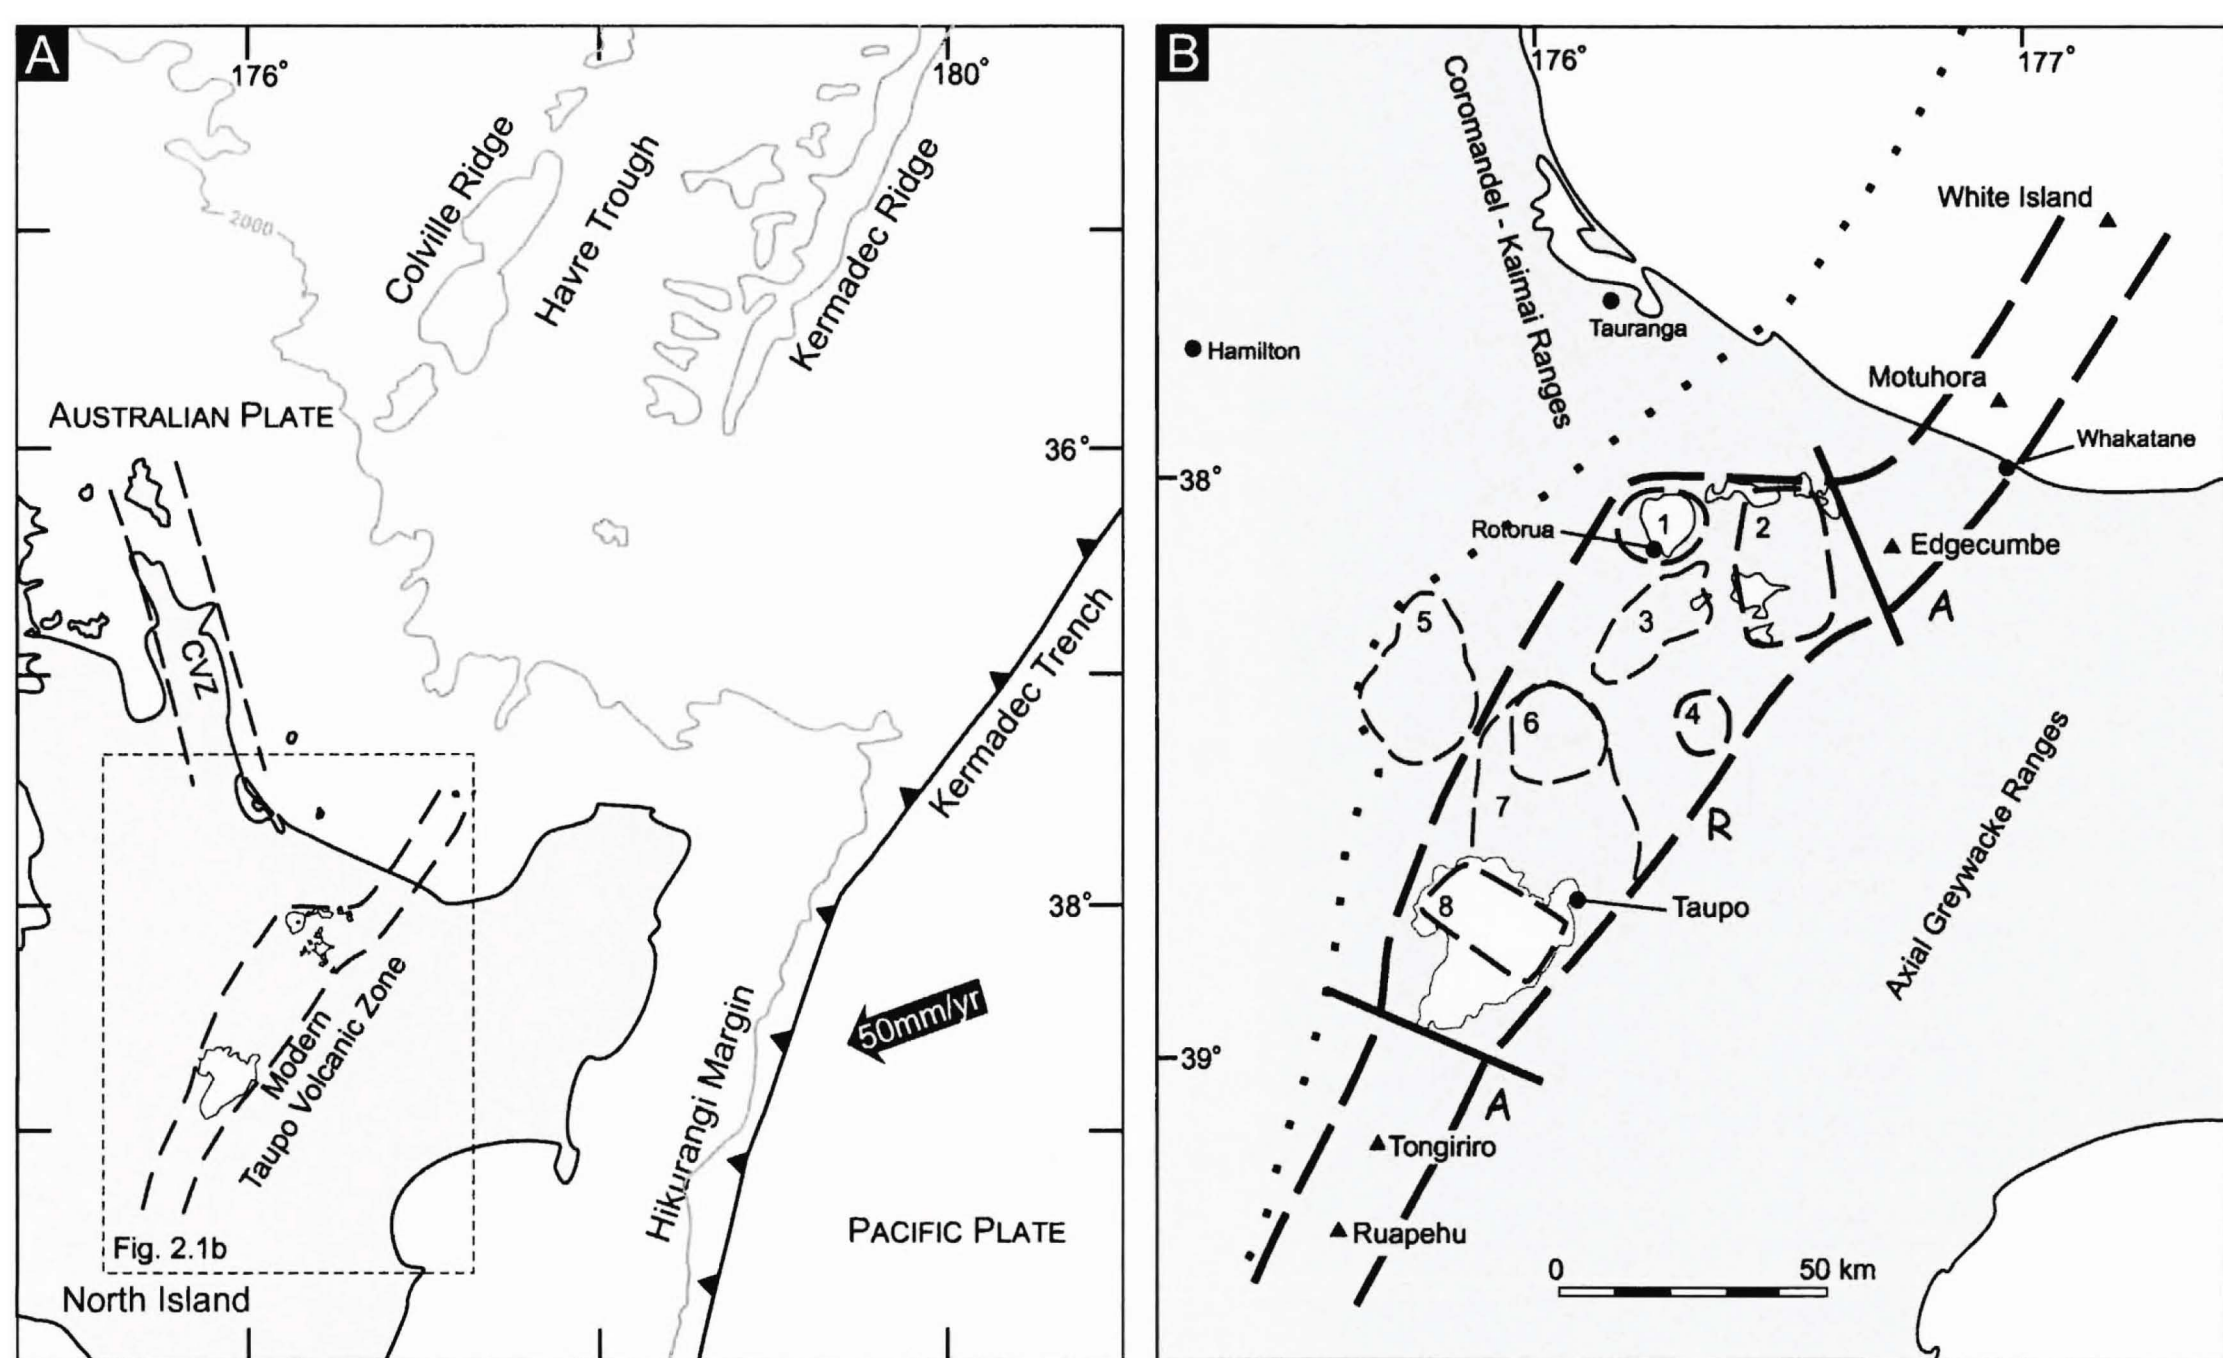 A
176°
180°
2000
Colville Ridge
Havre Trough
Kermadec Ridge
AUSTRALIAN PLATE
36°
CVZ
Kermadec Trench
38°
50mm/yr
Modern
Taupo Volcanic Zone
Hikurangi Margin
PACIFIC PLATE
Fig. 2.1b
North Island
B
176°
177°
Coromandel - Kaimai Ranges
White Island
Tauranga
Hamilton
Motuhora
Whakatane
38°
1
2
Rotorua
Edgecumbe
A
3
5
4
6
7
R
8
Taupo
Axial Greywacke Ranges
39°
A
Tongiriro
Ruapehu
0
50 km